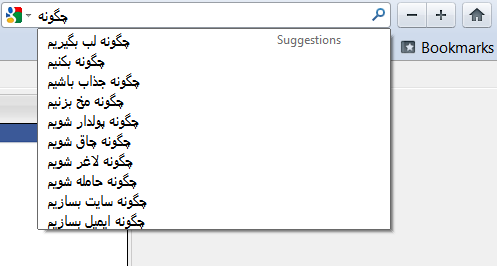 چگونه
Suggestions
چگونه لب بگیریم
چگونه بکنیم
چگونه جذاب باشیم
چگونه مخ بزنیم
چگونه پولدار شویم
چگونه چاق شویم
چگونه لاغر شویم
چگونه حامله شویم
چگونه سایت بسازیم
چگونه ایمیل بسازیم
Bookmarks